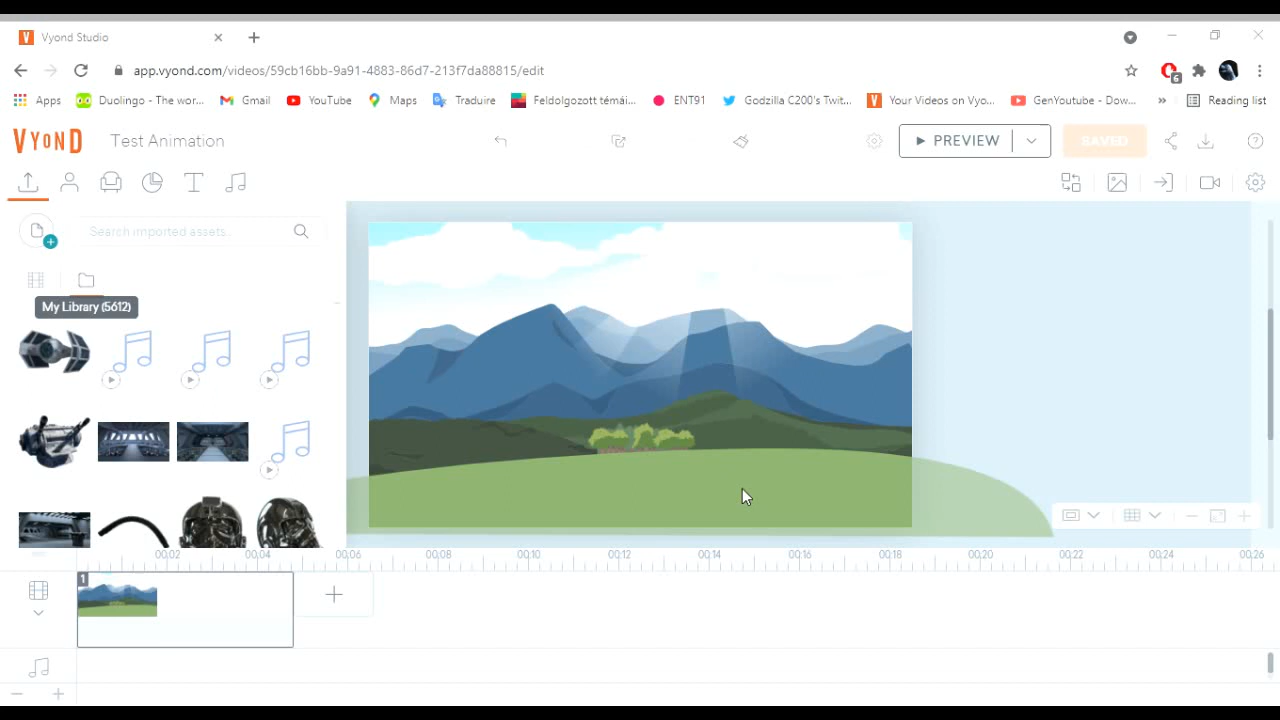 Vyond Studio
app.vyond.com/videos/59cb16bb-9a91-4883-86d7-213f7da88815/edit
6
Apps Duolingo - The wor... Gmail YouTube Maps Traduire Feldolgozott témái... ENT91 Godzilla C200's Twit... Your Videos on Vyo... GenYoutube - Dow... » Reading list
VYOND Test Animation PREVIEW SAVED
Search imported assets..
My Library (5612)
00:02 00:04 00:06 00:08 00:10 00:12 00:14 00:16 00:18 00:20 00:22 00:24 00:26
1